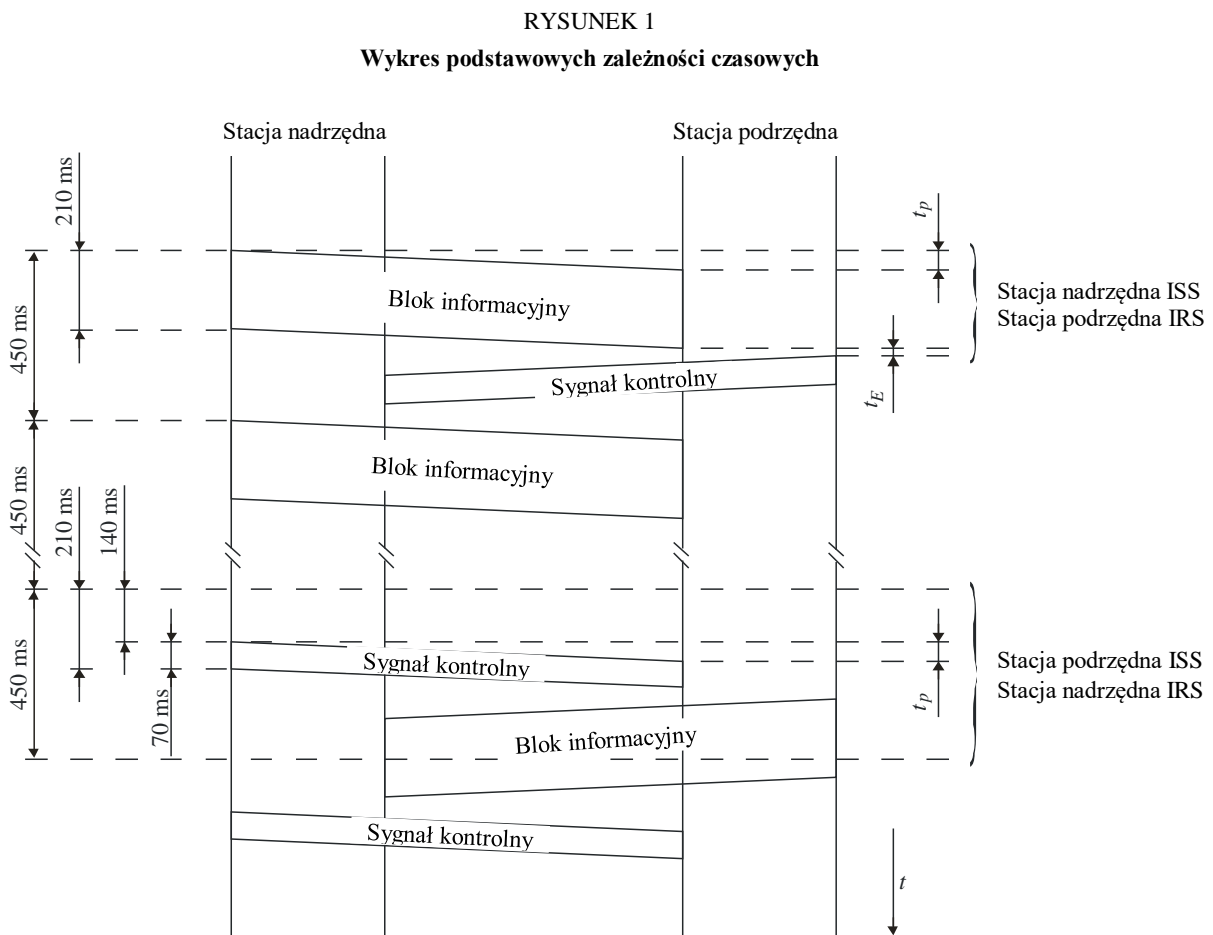 RYSUNEK 1
Wykres podstawowych zależności czasowych
Stacja nadrzędna
Stacja podrzędna
210 ms
t_p
Blok informacyjny
Stacja nadrzędna ISS
Stacja podrzędna IRS
450 ms
Sygnał kontrolny
t_E
Blok informacyjny
450 ms
210 ms
140 ms
Sygnał kontrolny
Stacja podrzędna ISS
Stacja nadrzędna IRS
450 ms
70 ms
t_p
Blok informacyjny
Sygnał kontrolny
t